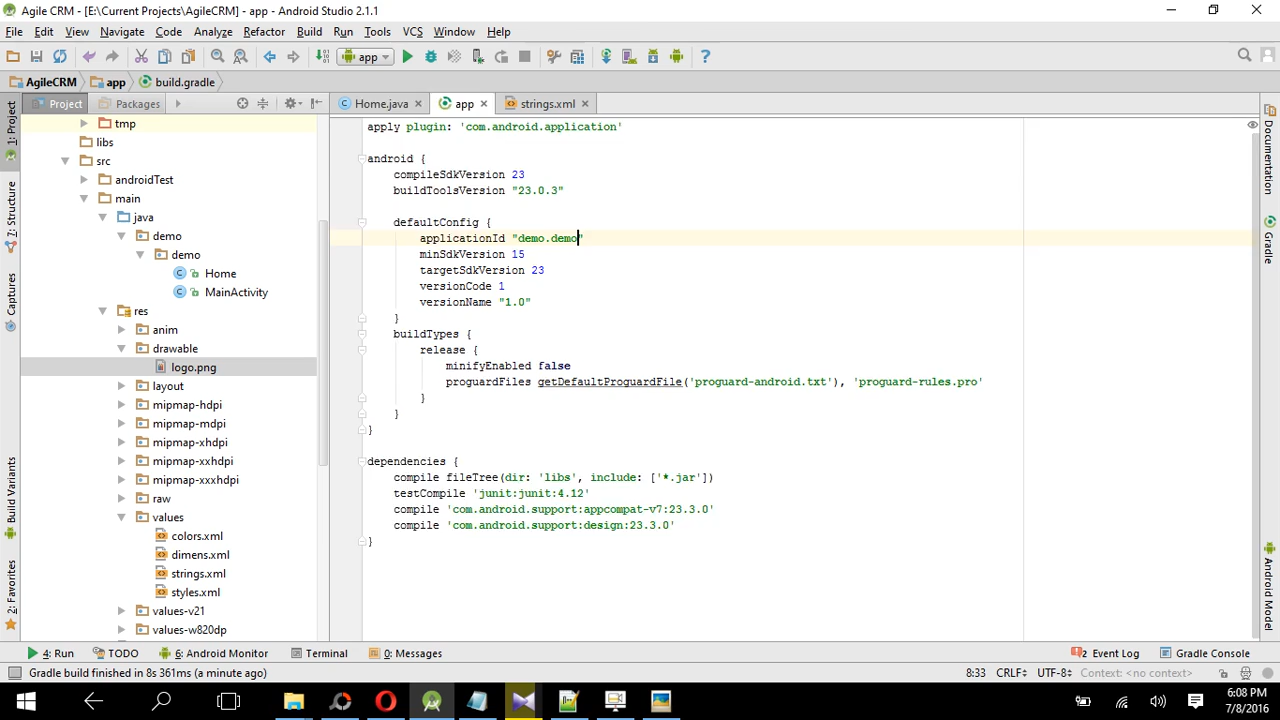 Agile CRM - [E:\Current Projects\AgileCRM] - app - Android Studio 2.1.1
File Edit View Navigate Code Analyze Refactor Build Run Tools VCS Window Help
app
AgileCRM app build.gradle
Project Packages Home.java app strings.xml
1: Project
7: Structure
Captures
Build Variants
2: Favorites
tmp
libs
src
androidTest
main
java
demo
demo
Home
MainActivity
res
anim
drawable
logo.png
layout
mipmap-hdpi
mipmap-mdpi
mipmap-xhdpi
mipmap-xxhdpi
mipmap-xxxhdpi
raw
values
colors.xml
dimens.xml
strings.xml
styles.xml
values-v21
values-w820dp
apply plugin: 'com.android.application'
android {
compileSdkVersion 23
buildToolsVersion "23.0.3"
defaultConfig {
applicationId "demo.demo"
minSdkVersion 15
targetSdkVersion 23
versionCode 1
versionName "1.0"
}
buildTypes {
release {
minifyEnabled false
proguardFiles getDefaultProguardFile('proguard-android.txt'), 'proguard-rules.pro'
}
}
}
dependencies {
compile fileTree(dir: 'libs', include: ['*.jar'])
testCompile 'junit:junit:4.12'
compile 'com.android.support:appcompat-v7:23.3.0'
compile 'com.android.support:design:23.3.0'
}
Documentation
Gradle
Android Model
4: Run TODO 6: Android Monitor Terminal 0: Messages 2 Event Log Gradle Console
Gradle build finished in 8s 361ms (a minute ago) 8:33 CRLF UTF-8 Context: <no context>
6:08 PM
7/8/2016